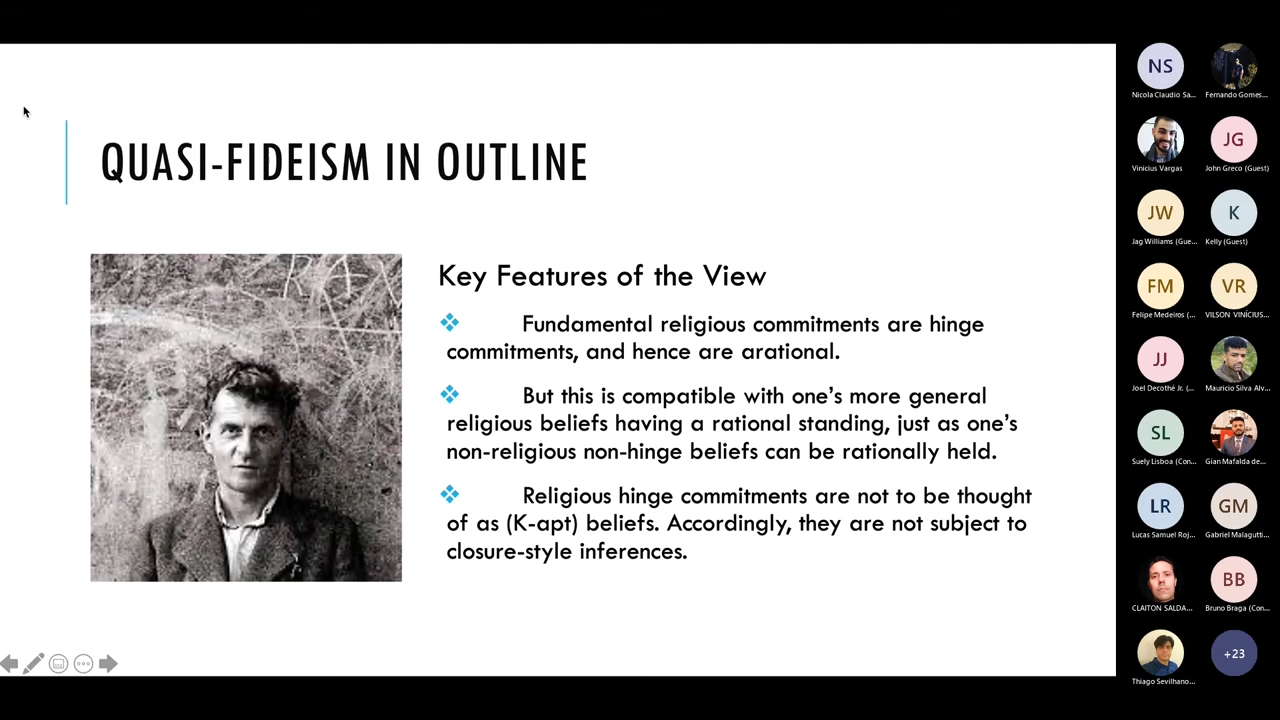 QUASI-FIDEISM IN OUTLINE
Key Features of the View
Fundamental religious commitments are hinge
commitments, and hence are arational.
But this is compatible with one's more general
religious beliefs having a rational standing, just as one's
non-religious non-hinge beliefs can be rationally held.
Religious hinge commitments are not to be thought
of as (K-apt) beliefs. Accordingly, they are not subject to
closure-style inferences.
NS
Nicola Claudio Sa...
Fernando Gomes...
Vinicius Vargas
JG
John Greco (Guest)
JW
Jag Williams (Gue...
K
Kelly (Guest)
FM
Felipe Medeiros (...
VR
VILSON VINÍCIUS...
JJ
Joel Decothé Jr. (...
Mauricio Silva Alv...
SL
Suely Lisboa (Con...
Gian Mafalda de...
LR
Lucas Samuel Roj...
GM
Gabriel Malagutti...
CLAITON SALDA...
BB
Bruno Braga (Con...
Thiago Sevilhano...
+23